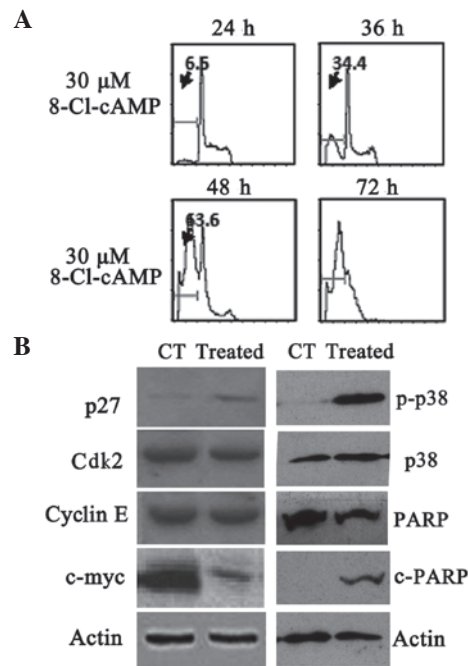 A
24 h 36 h
30 μM
8-Cl-cAMP
6.5 34.4
48 h 72 h
30 μM
8-Cl-cAMP
63.6
B
CT Treated CT Treated
p27 p-p38
Cdk2 p38
Cyclin E PARP
c-myc c-PARP
Actin Actin